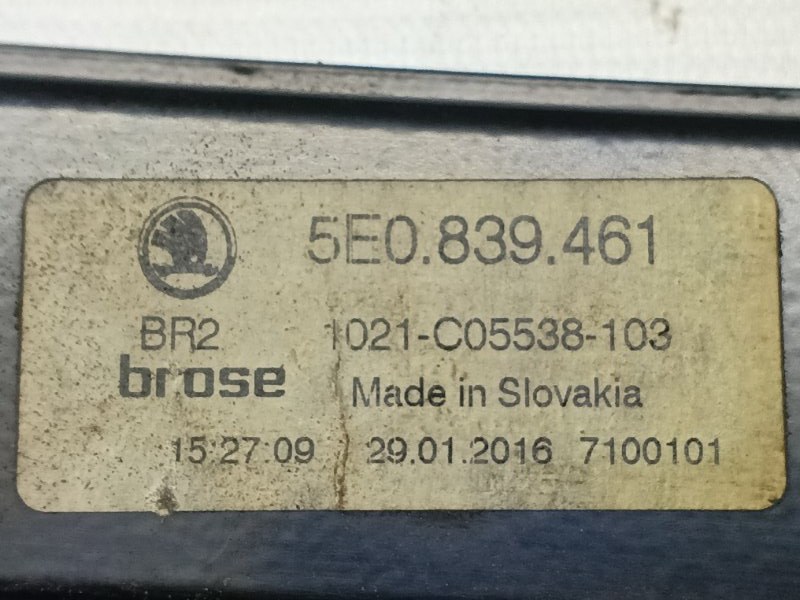 5E0.839.461
BR2 1021-C05538-103
brose Made in Slovakia
15:27:09 29.01.2016 7100101